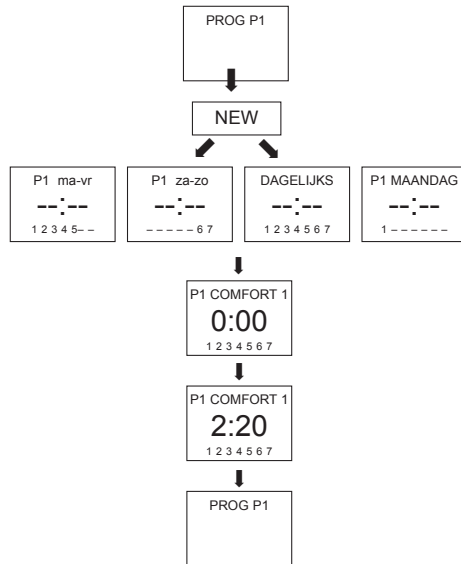 PROG P1
NEW
P1 ma-vr
--:--
1 2 3 4 5 – –
P1 za-zo
--:--
– – – – – 6 7
DAGELIJKS
--:--
1 2 3 4 5 6 7
P1 MAANDAG
--:--
1 – – – – – –
P1 COMFORT 1
0:00
1 2 3 4 5 6 7
P1 COMFORT 1
2:20
1 2 3 4 5 6 7
PROG P1